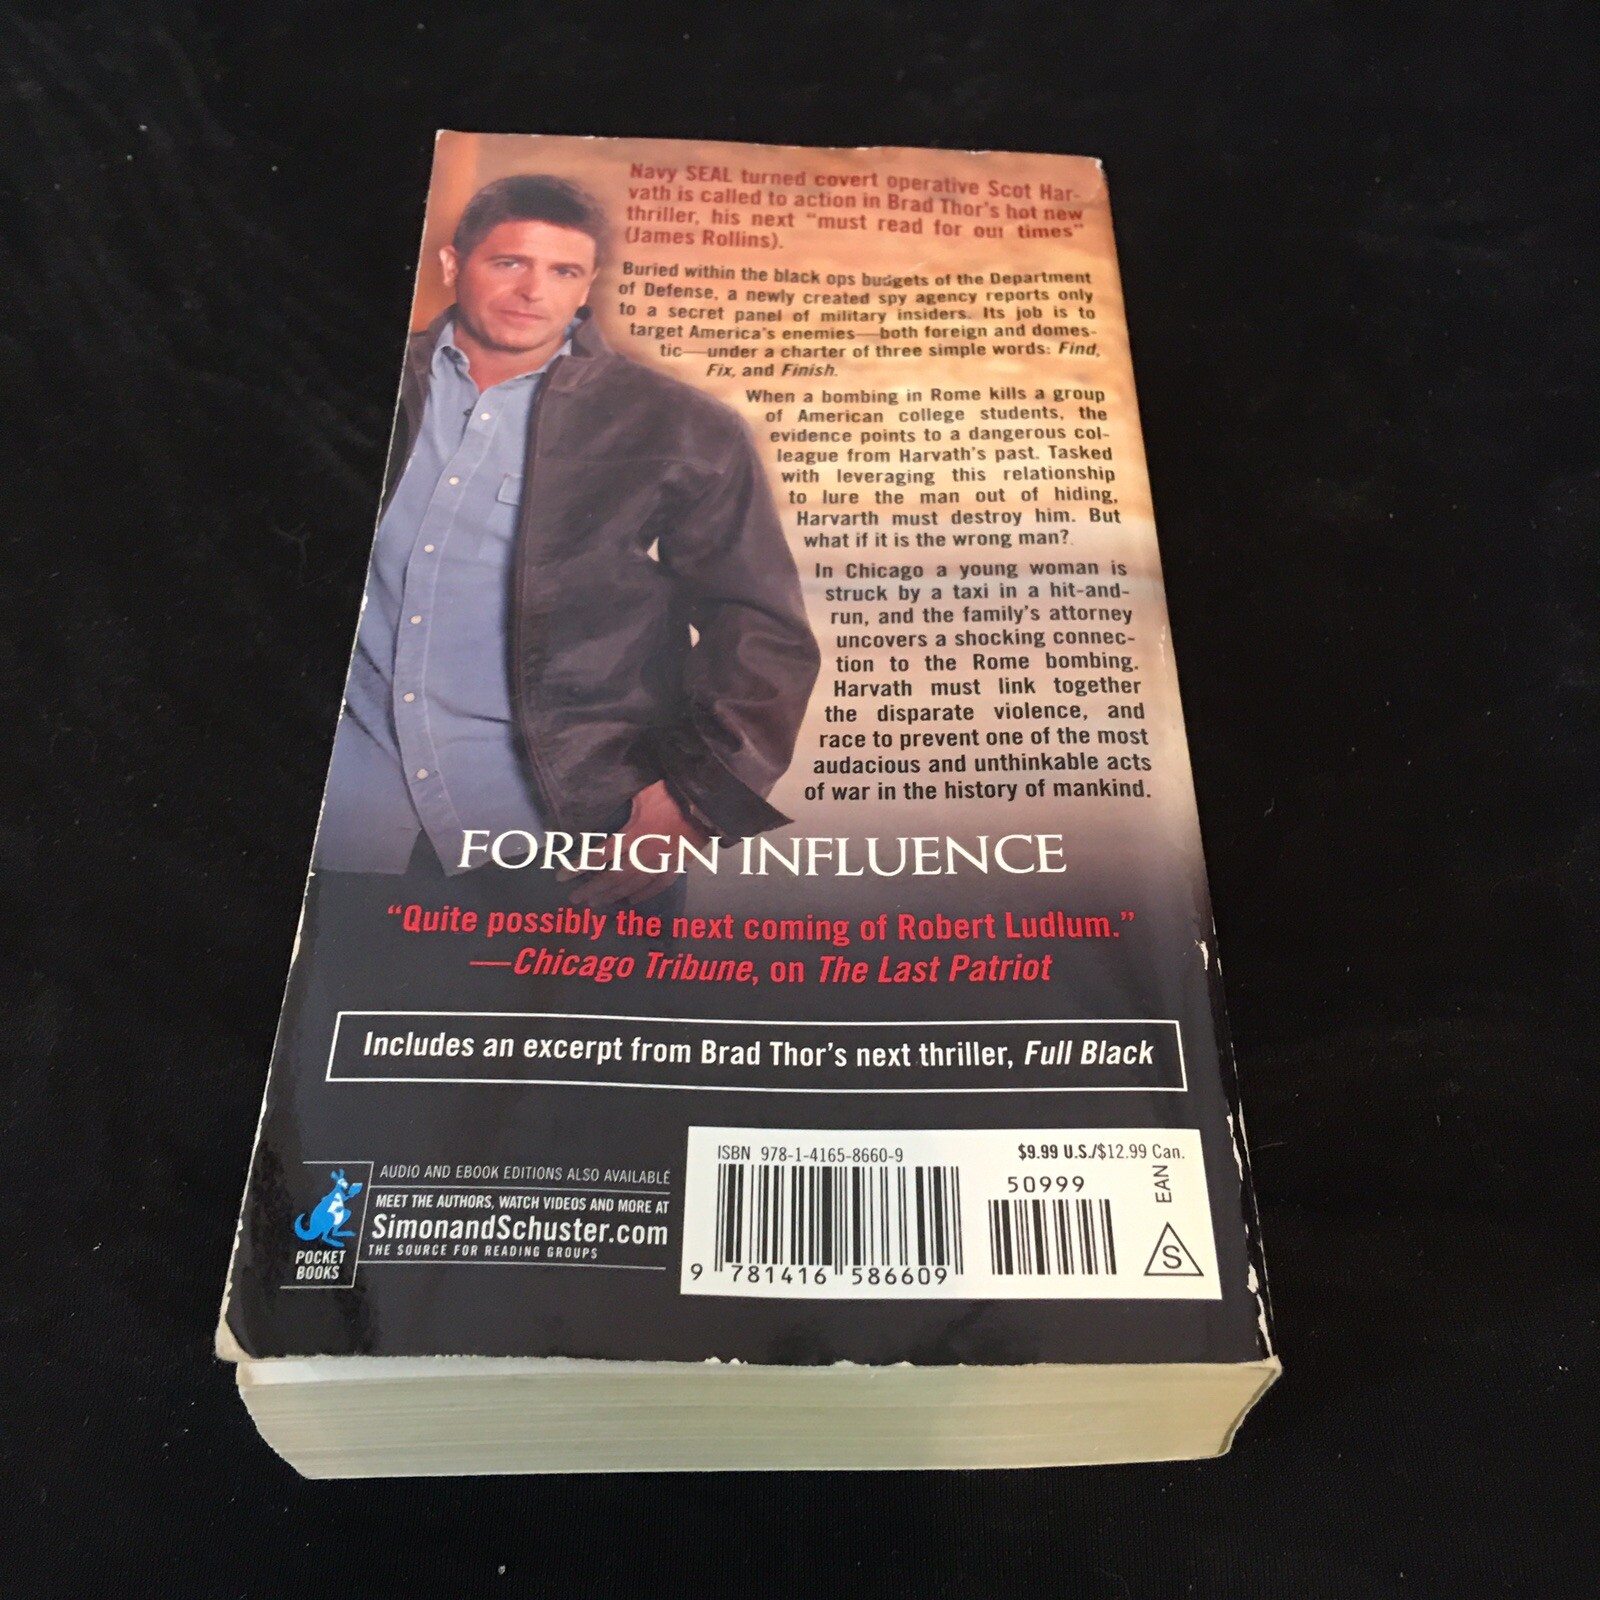 Navy SEAL turned covert operative Scot Har-
vath is called to action in Brad Thor's hot new
thriller, his next "must read for our times"
(James Rollins).
Buried within the black ops budgets of the Department
of Defense, a newly created spy agency reports only
to a secret panel of military insiders. Its job is to
target America's enemies—both foreign and domes-
tic—under a charter of three simple words: Find,
Fix, and Finish.
When a bombing in Rome kills a group
of American college students, the
evidence points to a dangerous col-
league from Harvath's past. Tasked
with leveraging this relationship
to lure the man out of hiding,
Harvarth must destroy him. But
what if it is the wrong man?
In Chicago a young woman is
struck by a taxi in a hit-and-
run, and the family's attorney
uncovers a shocking connec-
tion to the Rome bombing.
Harvath must link together
the disparate violence, and
race to prevent one of the most
audacious and unthinkable acts
of war in the history of mankind.
FOREIGN INFLUENCE
"Quite possibly the next coming of Robert Ludlum."
—Chicago Tribune, on The Last Patriot
Includes an excerpt from Brad Thor's next thriller, Full Black
POCKET
BOOKS
AUDIO AND EBOOK EDITIONS ALSO AVAILABLE
MEET THE AUTHORS, WATCH VIDEOS AND MORE AT
SimonandSchuster.com
THE SOURCE FOR READING GROUPS
ISBN 978-1-4165-8660-9
$9.99 U.S./$12.99 Can.
50999
EAN
S
9 781416 586609